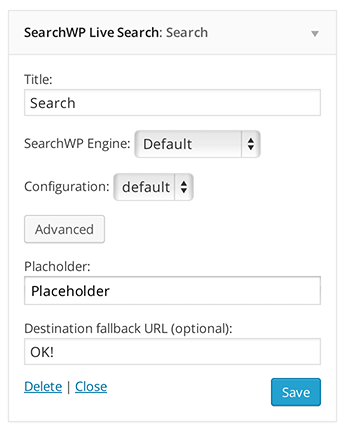 SearchWP Live Search: Search
Title:
Search
SearchWP Engine: Default
Configuration: default
Advanced
Placholder:
Placeholder
Destination fallback URL (optional):
OK!
Delete | Close
Save